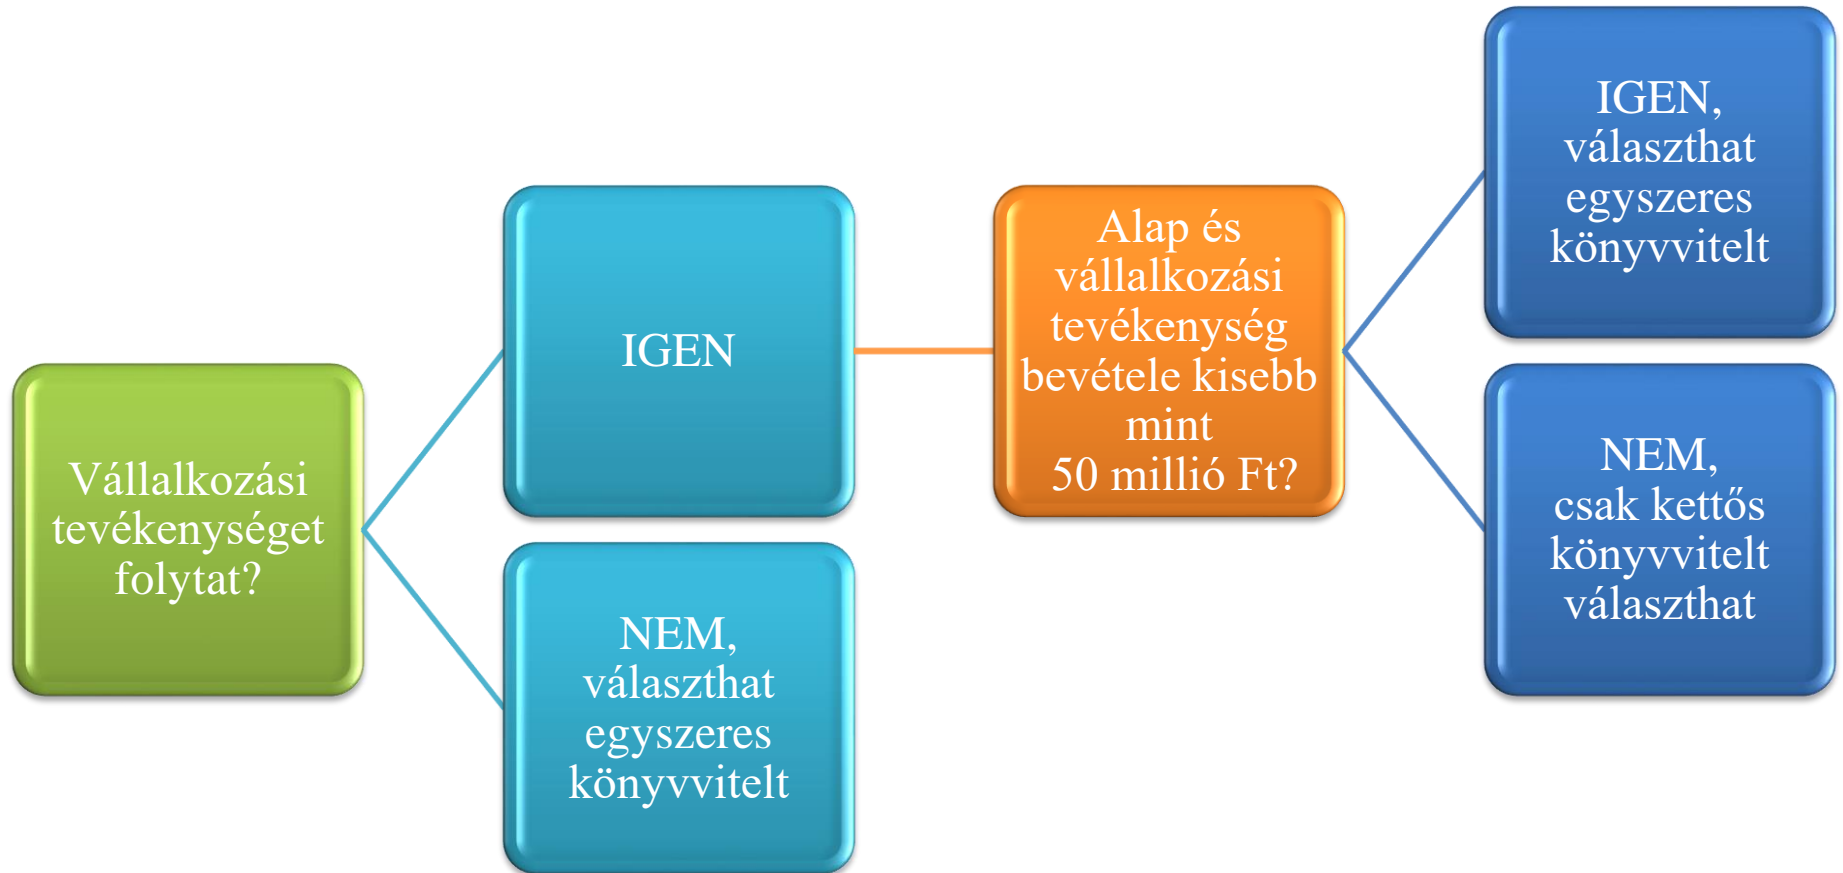 Vállalkozási
tevékenységet
folytat?
IGEN
NEM,
választhat
egyszeres
könyvvitelt
Alap és
vállalkozási
tevékenység
bevétele kisebb
mint
50 millió Ft?
IGEN,
választhat
egyszeres
könyvvitelt
NEM,
csak kettős
könyvvitelt
választhat